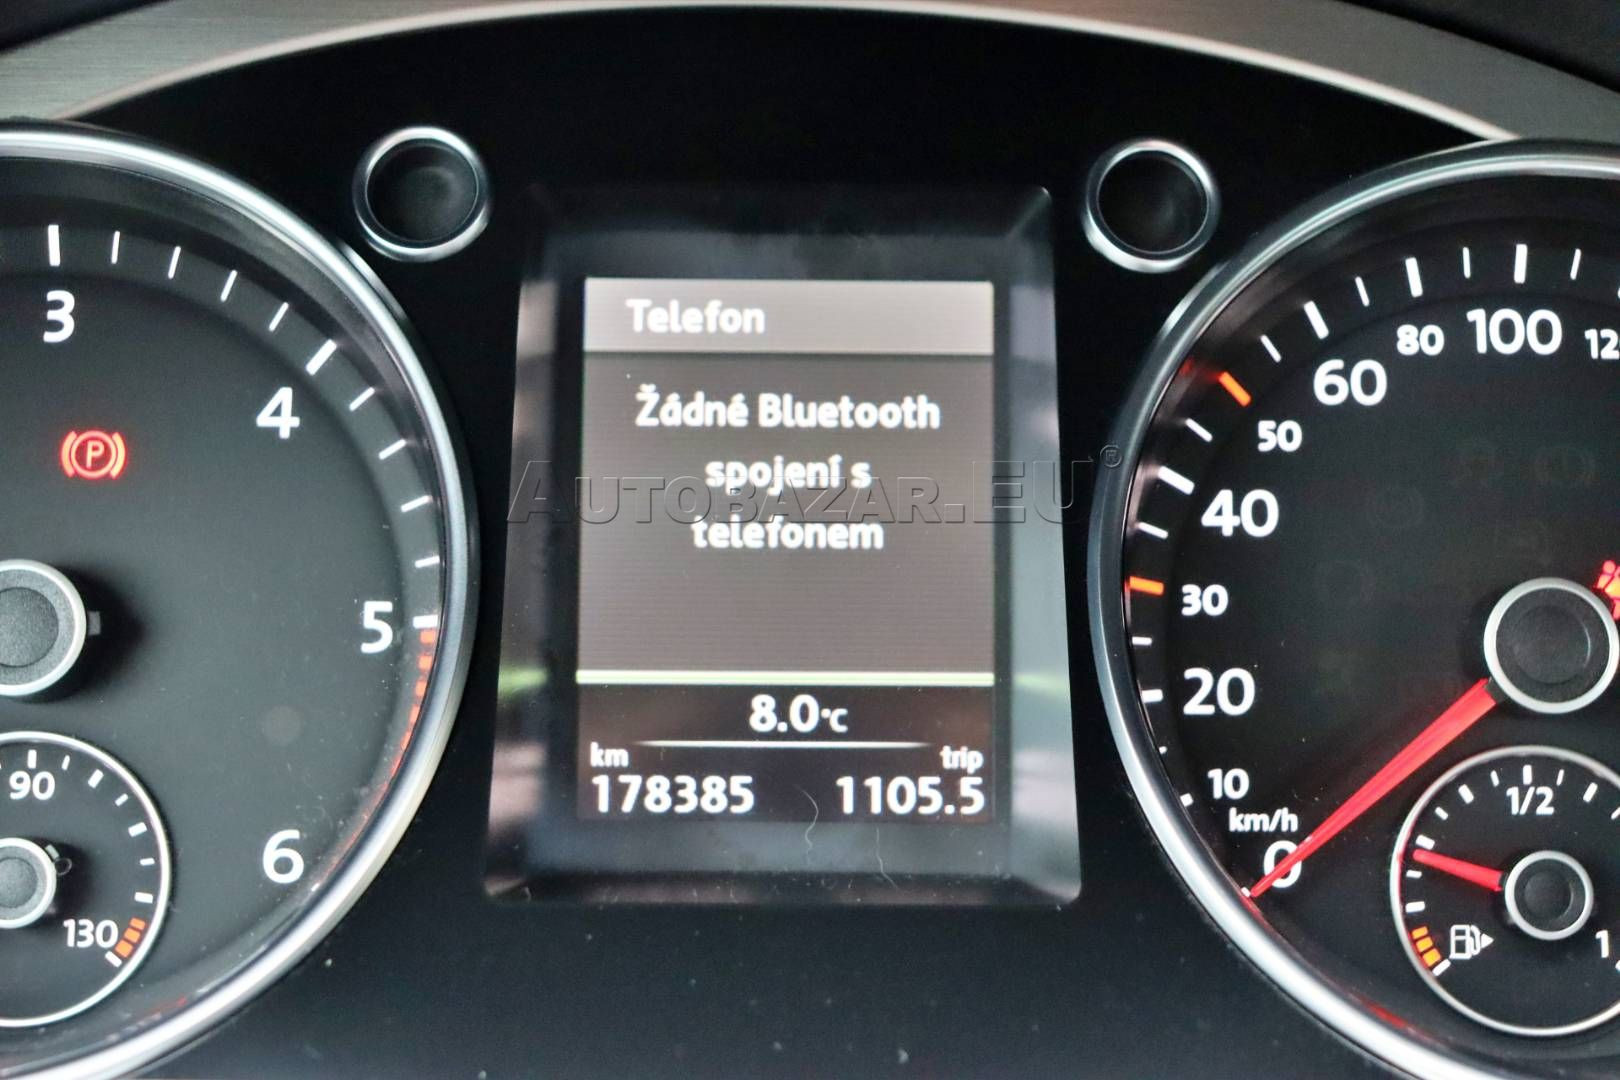 Telefon
Žádné Bluetooth
spojení s
telefonem
AUTOBAZAR.EU®
8.0°C
km
trip
178385
1105.5
3
4
5
6
P
90
130
0
10
20
30
40
50
60
80
100
km/h
1/2
1